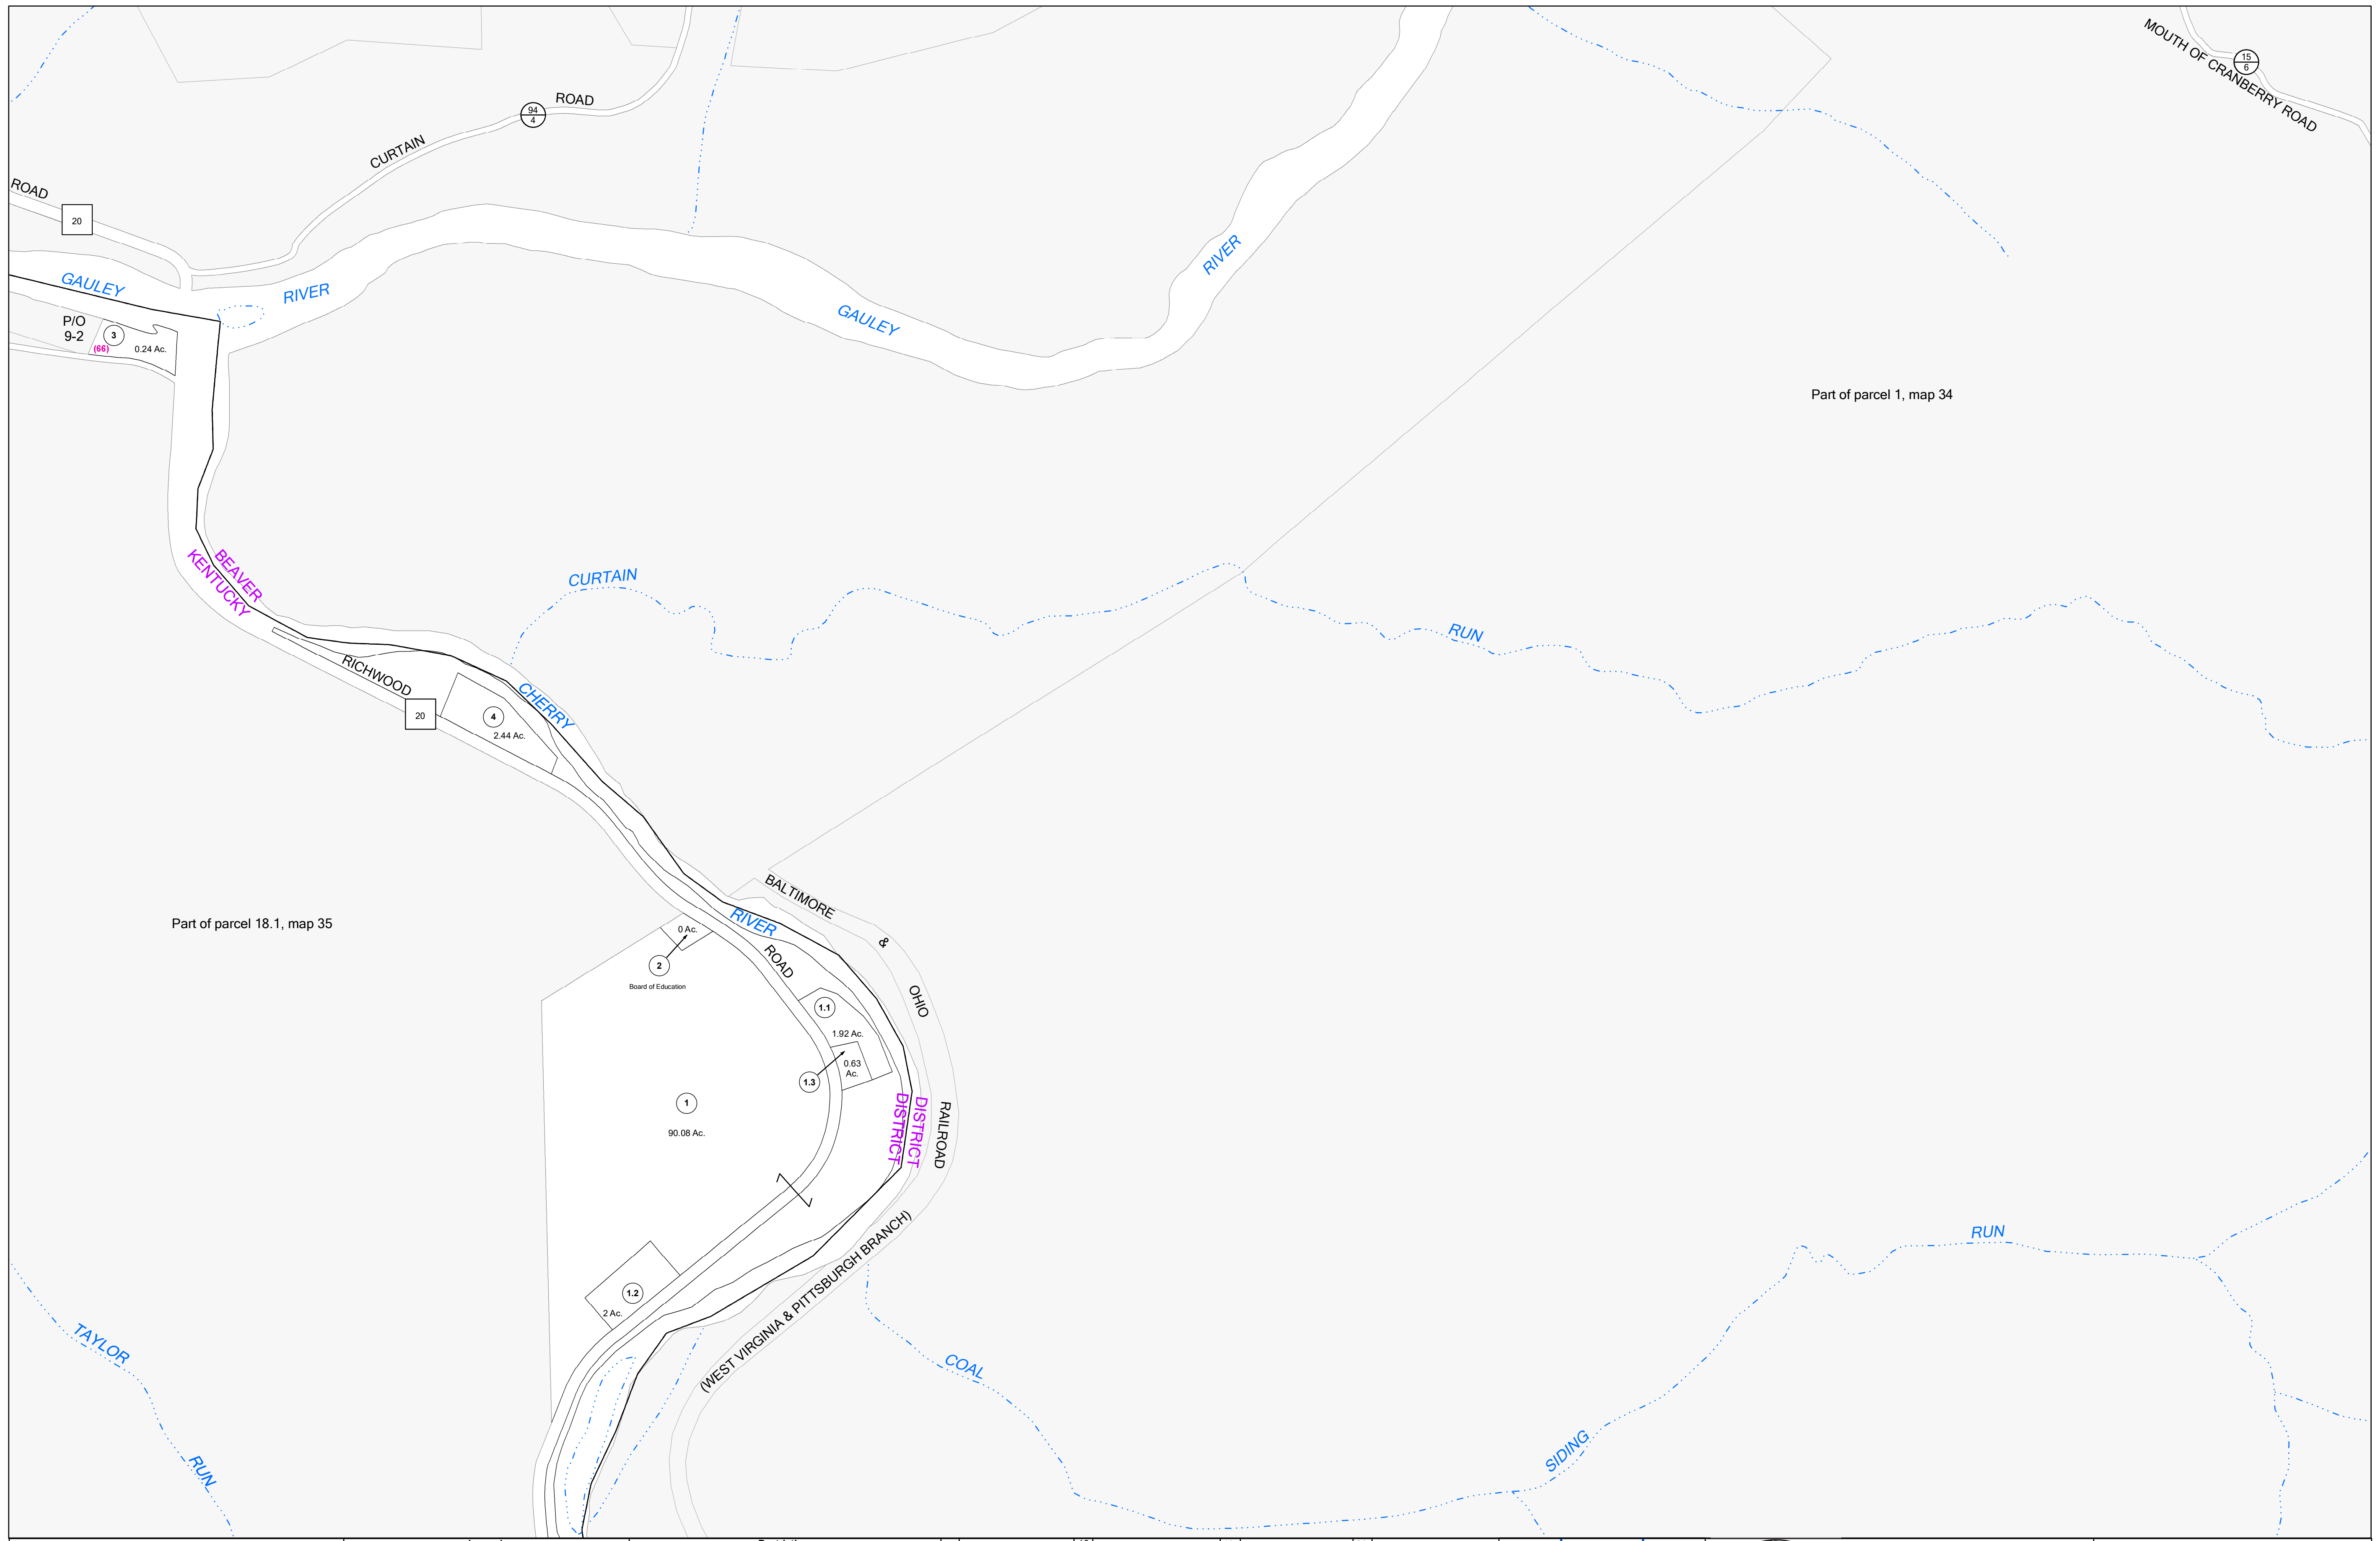 MOUTH OF CRANBERRY ROAD
15
6
94
4
ROAD
CURTAIN
ROAD
20
GAULEY
RIVER
RIVER
GAULEY
P/O
9-2
3
(66)
0.24 Ac.
Part of parcel 1, map 34
BEAVER
KENTUCKY
CURTAIN
RUN
RICHWOOD
20
CHERRY
4
2.44 Ac.
BALTIMORE
&
OHIO
RAILROAD
(WEST VIRGINIA & PITTSBURGH BRANCH)
Part of parcel 18.1, map 35
RIVER
ROAD
0 Ac.
2
Board of Education
1.1
1.92 Ac.
0.63
Ac.
1.3
1
90.08 Ac.
DISTRICT
DISTRICT
1.2
2 Ac.
RUN
TAYLOR
RUN
COAL
SIDING